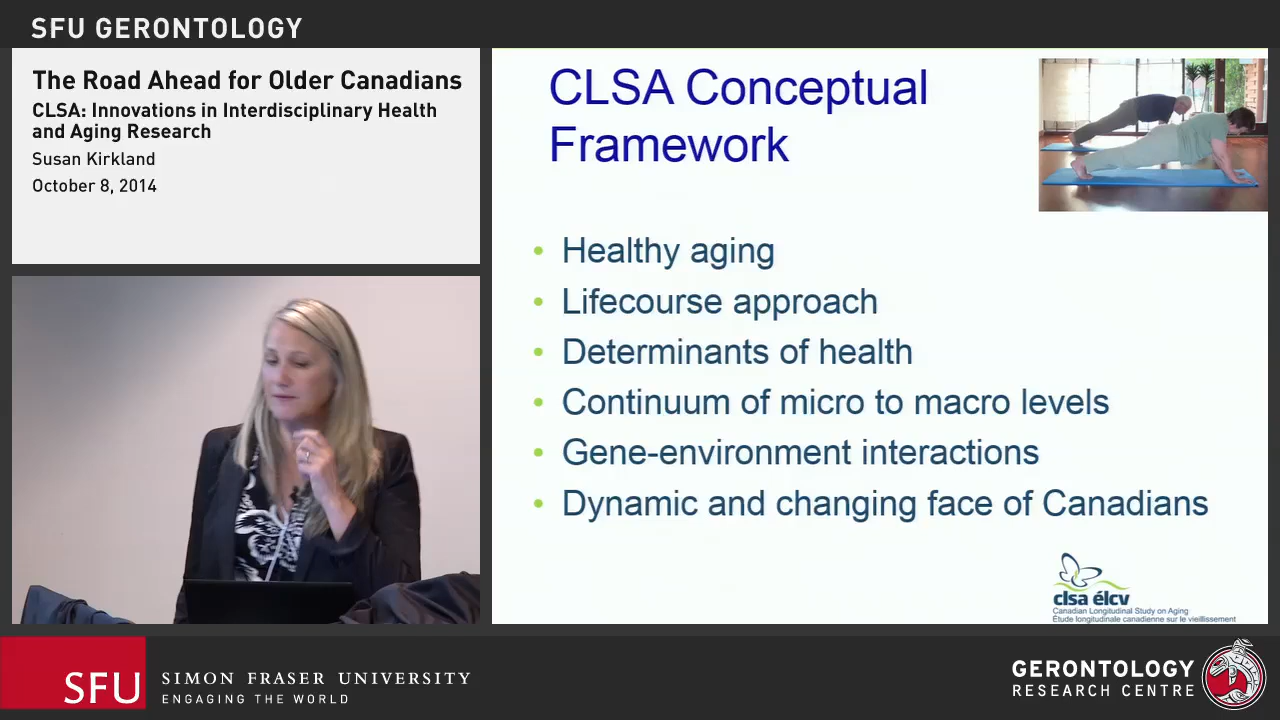 SFU GERONTOLOGY
The Road Ahead for Older Canadians
CLSA: Innovations in Interdisciplinary Health
and Aging Research
Susan Kirkland
October 8, 2014
CLSA Conceptual
Framework
• Healthy aging
• Lifecourse approach
• Determinants of health
• Continuum of micro to macro levels
• Gene-environment interactions
• Dynamic and changing face of Canadians
clsa élcv
Canadian Longitudinal Study on Aging
Étude longitudinale canadienne sur le vieillissement
SFU
SIMON FRASER UNIVERSITY
ENGAGING THE WORLD
GERONTOLOGY
RESEARCH CENTRE